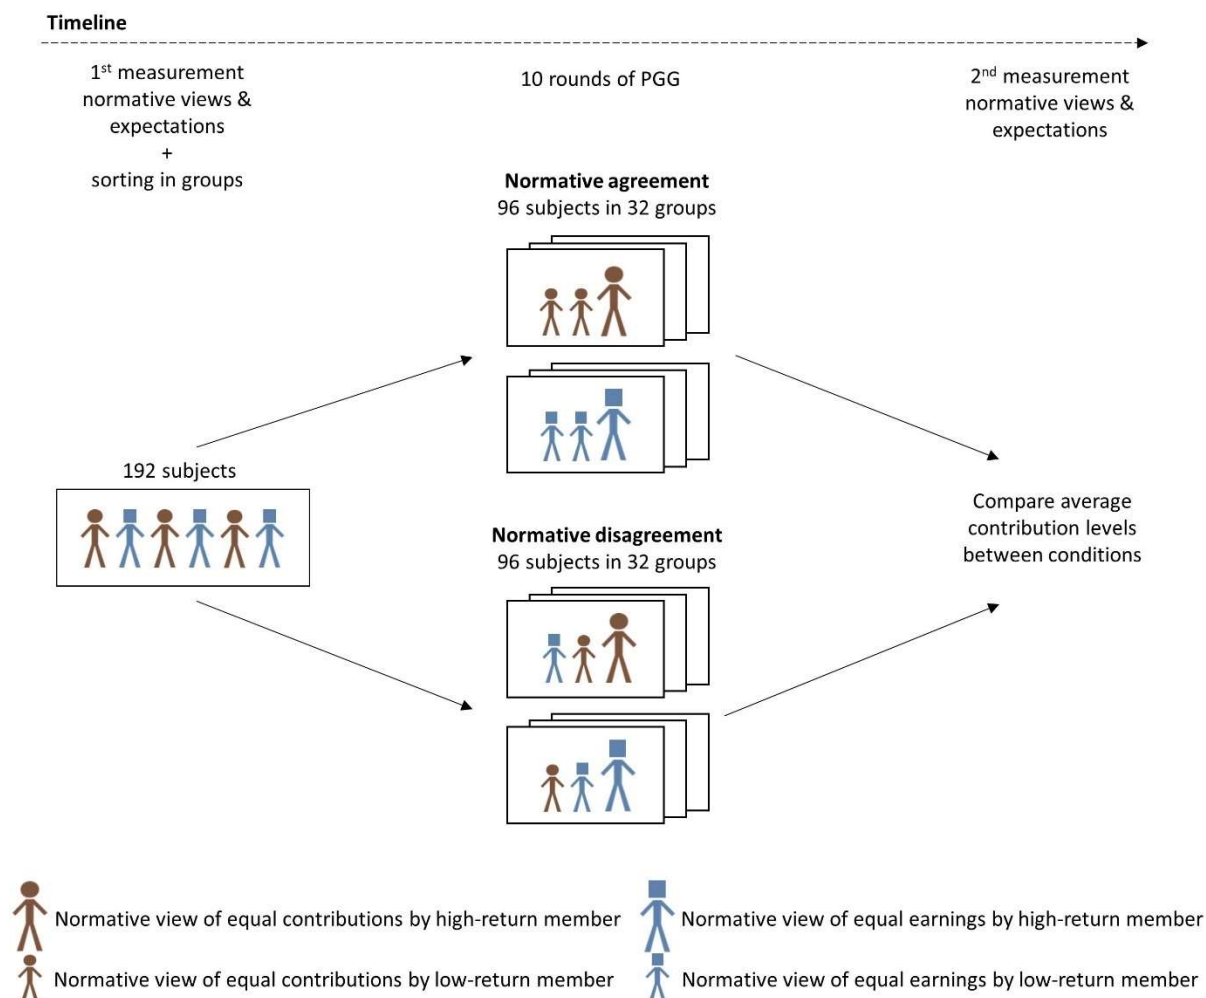 Timeline
1st measurement
normative views &
expectations
+
sorting in groups
10 rounds of PGG
2nd measurement
normative views &
expectations
Normative agreement
96 subjects in 32 groups
192 subjects
Normative disagreement
96 subjects in 32 groups
Compare average
contribution levels
between conditions
Normative view of equal contributions by high-return member
Normative view of equal earnings by high-return member
Normative view of equal contributions by low-return member
Normative view of equal earnings by low-return member